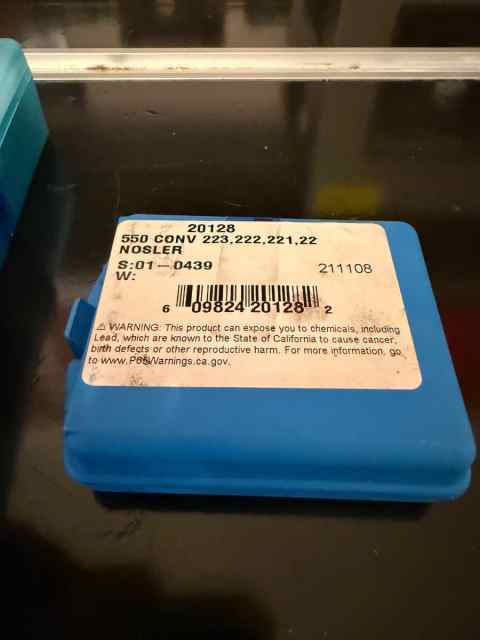 20128
550 CONV 223,222,221,22
NOSLER
S:01-0439 211108
W:
6 09824 20128 2
⚠ WARNING: This product can expose you to chemicals, including
Lead, which are known to the State of California to cause cancer,
birth defects or other reproductive harm. For more information, go
to www.P65Warnings.ca.gov.